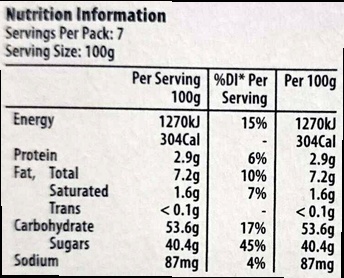 Nutrition Information
Servings Per Pack: 7
Serving Size: 100g
Per Serving %DI* Per Per 100g
100g Serving
Energy 1270kJ 15% 1270kJ
304Cal - 304Cal
Protein 2.9g 6% 2.9g
Fat, Total 7.2g 10% 7.2g
Saturated 1.6g 7% 1.6g
Trans < 0.1g - < 0.1g
Carbohydrate 53.6g 17% 53.6g
Sugars 40.4g 45% 40.4g
Sodium 87mg 4% 87mg